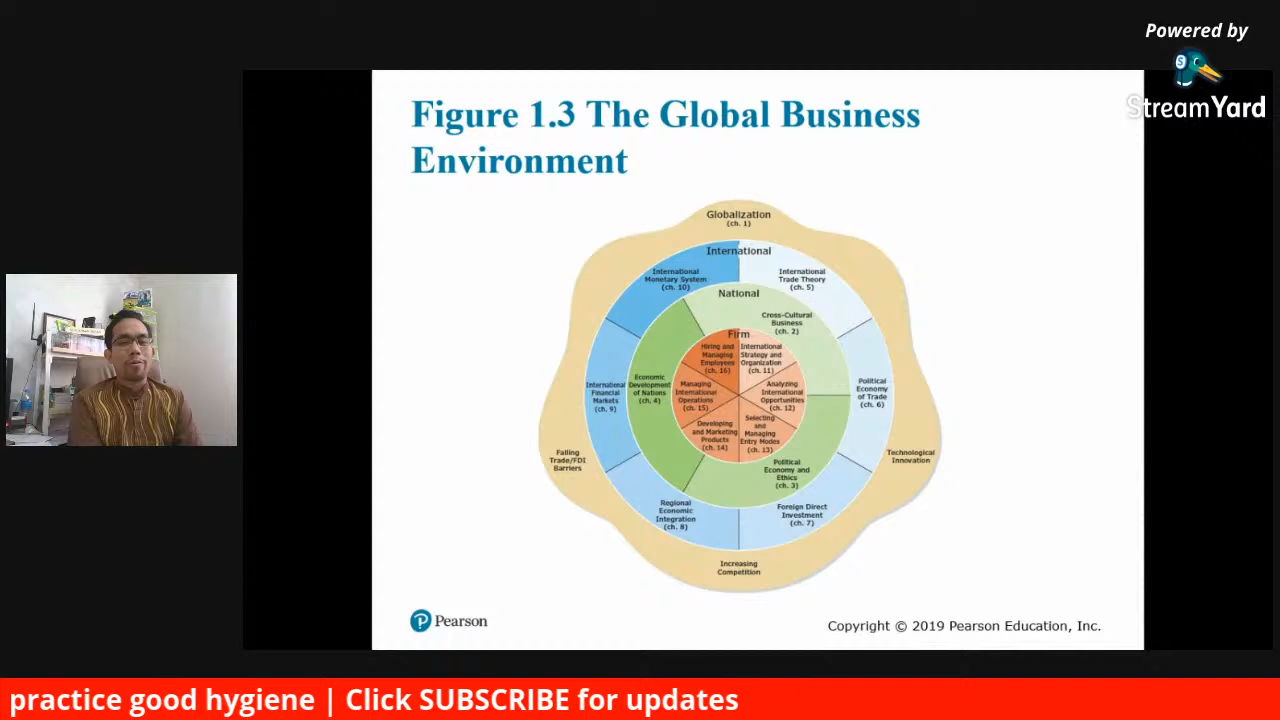 Powered by
StreamYard
Figure 1.3 The Global Business
Environment
Globalization
(ch. 1)
International
International
Monetary System
(ch. 10)
International
Trade Theory
(ch. 5)
National
Cross-Cultural
Business
(ch. 2)
Firm
Hiring and
Managing
Employees
(ch. 16)
International
Strategy and
Organization
(ch. 11)
International
Financial
Markets
(ch. 9)
Economic
Development
of Nations
(ch. 4)
Managing
International
Operations
(ch. 15)
Analyzing
International
Opportunities
(ch. 12)
Political
Economy
of Trade
(ch. 6)
Developing
and Marketing
Products
(ch. 14)
Selecting
and
Managing
Entry Modes
(ch. 13)
Falling
Trade/FDI
Barriers
Political
Economy and
Ethics
(ch. 3)
Technological
Innovation
Regional
Economic
Integration
(ch. 8)
Foreign Direct
Investment
(ch. 7)
Increasing
Competition
Pearson
Copyright © 2019 Pearson Education, Inc.
practice good hygiene | Click SUBSCRIBE for updates